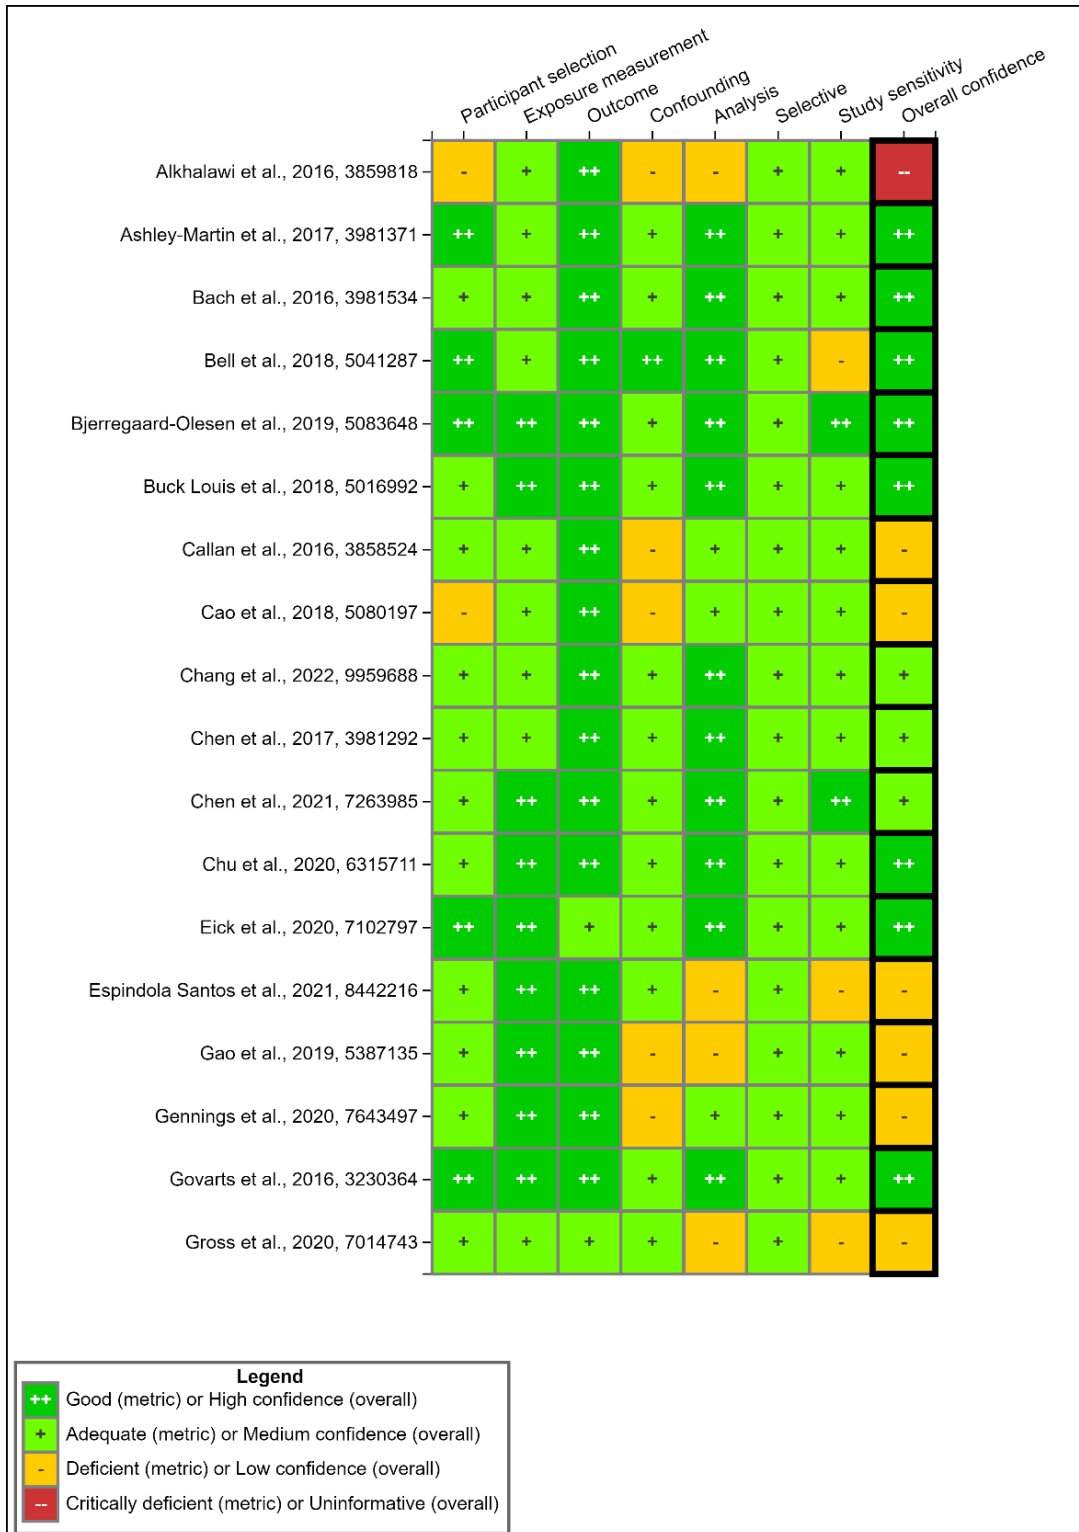 Participant selection
Exposure measurement
Outcome
Confounding
Analysis
Selective
Study sensitivity
Overall confidence
Alkhalawi et al., 2016, 3859818 - + ++ - - + + --
Ashley-Martin et al., 2017, 3981371 ++ + ++ + ++ + + ++
Bach et al., 2016, 3981534 + + ++ + ++ + + ++
Bell et al., 2018, 5041287 ++ + ++ ++ ++ + - ++
Bjerregaard-Olesen et al., 2019, 5083648 ++ ++ ++ + ++ + ++ ++
Buck Louis et al., 2018, 5016992 + ++ ++ + ++ + + ++
Callan et al., 2016, 3858524 + + ++ - + + + -
Cao et al., 2018, 5080197 - + ++ - + + + -
Chang et al., 2022, 9959688 + + ++ + ++ + + +
Chen et al., 2017, 3981292 + + ++ + ++ + + +
Chen et al., 2021, 7263985 + ++ ++ + ++ + ++ +
Chu et al., 2020, 6315711 + ++ ++ + ++ + + ++
Eick et al., 2020, 7102797 ++ ++ + + ++ + + ++
Espindola Santos et al., 2021, 8442216 + ++ ++ + - + - -
Gao et al., 2019, 5387135 + ++ ++ - - + + -
Gennings et al., 2020, 7643497 + ++ ++ - + + + -
Govarts et al., 2016, 3230364 ++ ++ ++ + ++ + + ++
Gross et al., 2020, 7014743 + + + + - + - -
Legend
++ Good (metric) or High confidence (overall)
+ Adequate (metric) or Medium confidence (overall)
- Deficient (metric) or Low confidence (overall)
-- Critically deficient (metric) or Uninformative (overall)